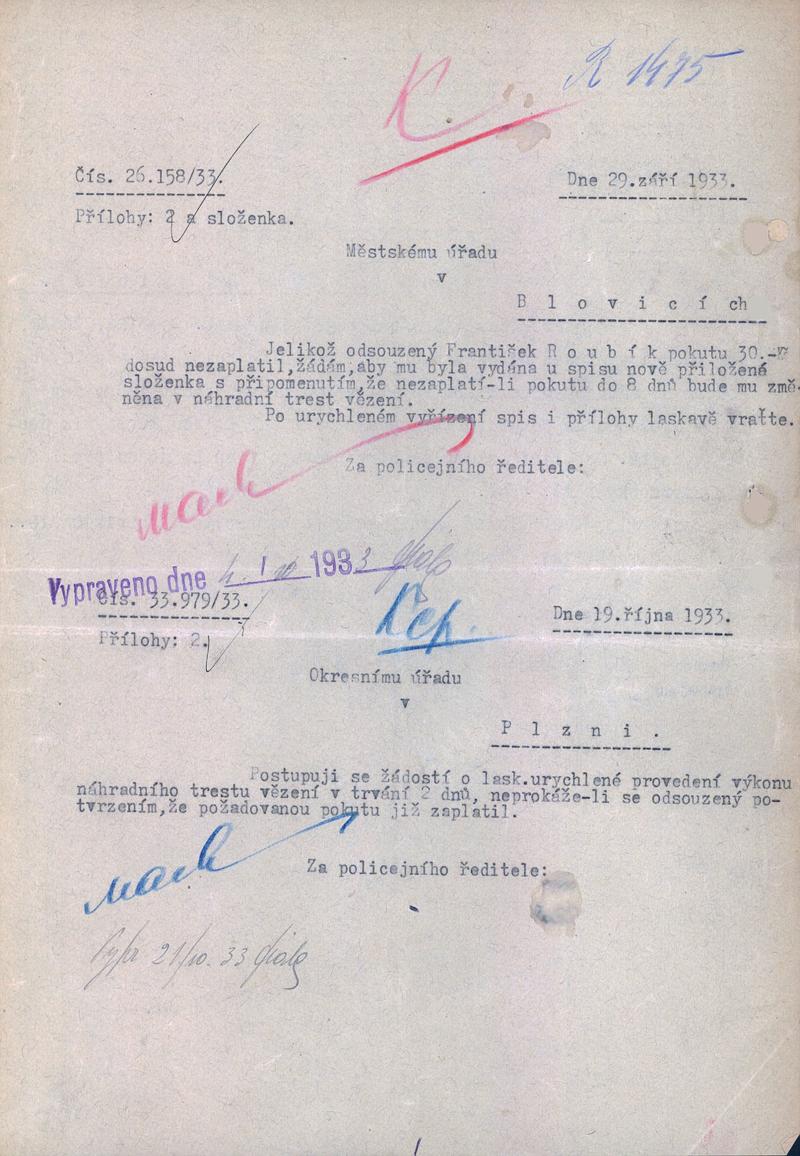 K
R 1475
Čís. 26.158/33.
Dne 29.září 1933.
Přílohy: 2 a složenka.
Městskému úřadu
v
B l o v i c í ch
Jelikož odsouzený František R o u b í k pokutu 30.-
dosud nezaplatil,žádám,aby mu byla vydána u spisu nově přiložená
složenka s připomenutím,že nezaplatí-li pokutu do 8 dnů bude mu změ-
něna v náhradní trest vězení.
Po urychleném vyřízení spis i přílohy laskavě vraťte.
Za policejního ředitele:
Vypraveno dne 1933
Čís. 33.979/33.
Dne 19.října 1933.
Přílohy: 2.
Okresnímu úřadu
v
P l z n i .
Postupuji se žádostí o lask.urychlené provedení výkonu
náhradního trestu vězení v trvání 2 dnů, neprokáže-li se odsouzený po-
tvrzením,že požadovanou pokutu již zaplatil.
Za policejního ředitele:
21/10. 33